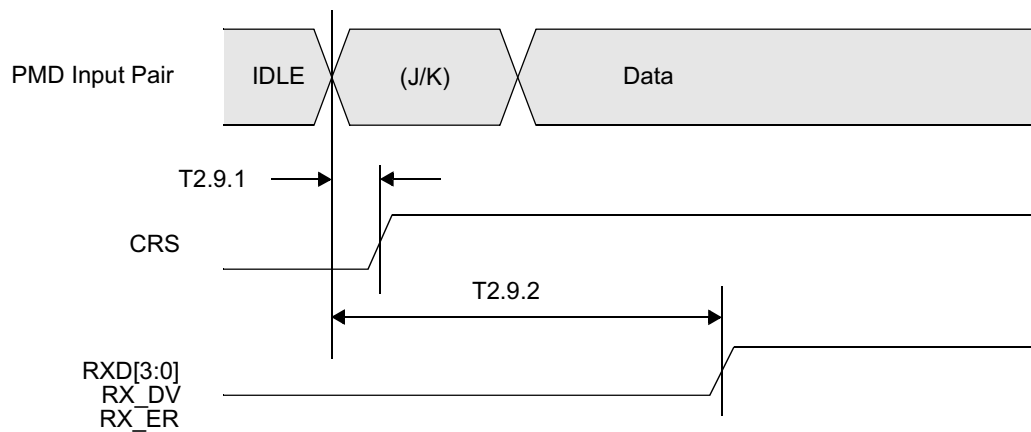 PMD Input Pair
IDLE
(J/K)
Data
T2.9.1
CRS
T2.9.2
RXD[3:0]
RX_DV
RX_ER